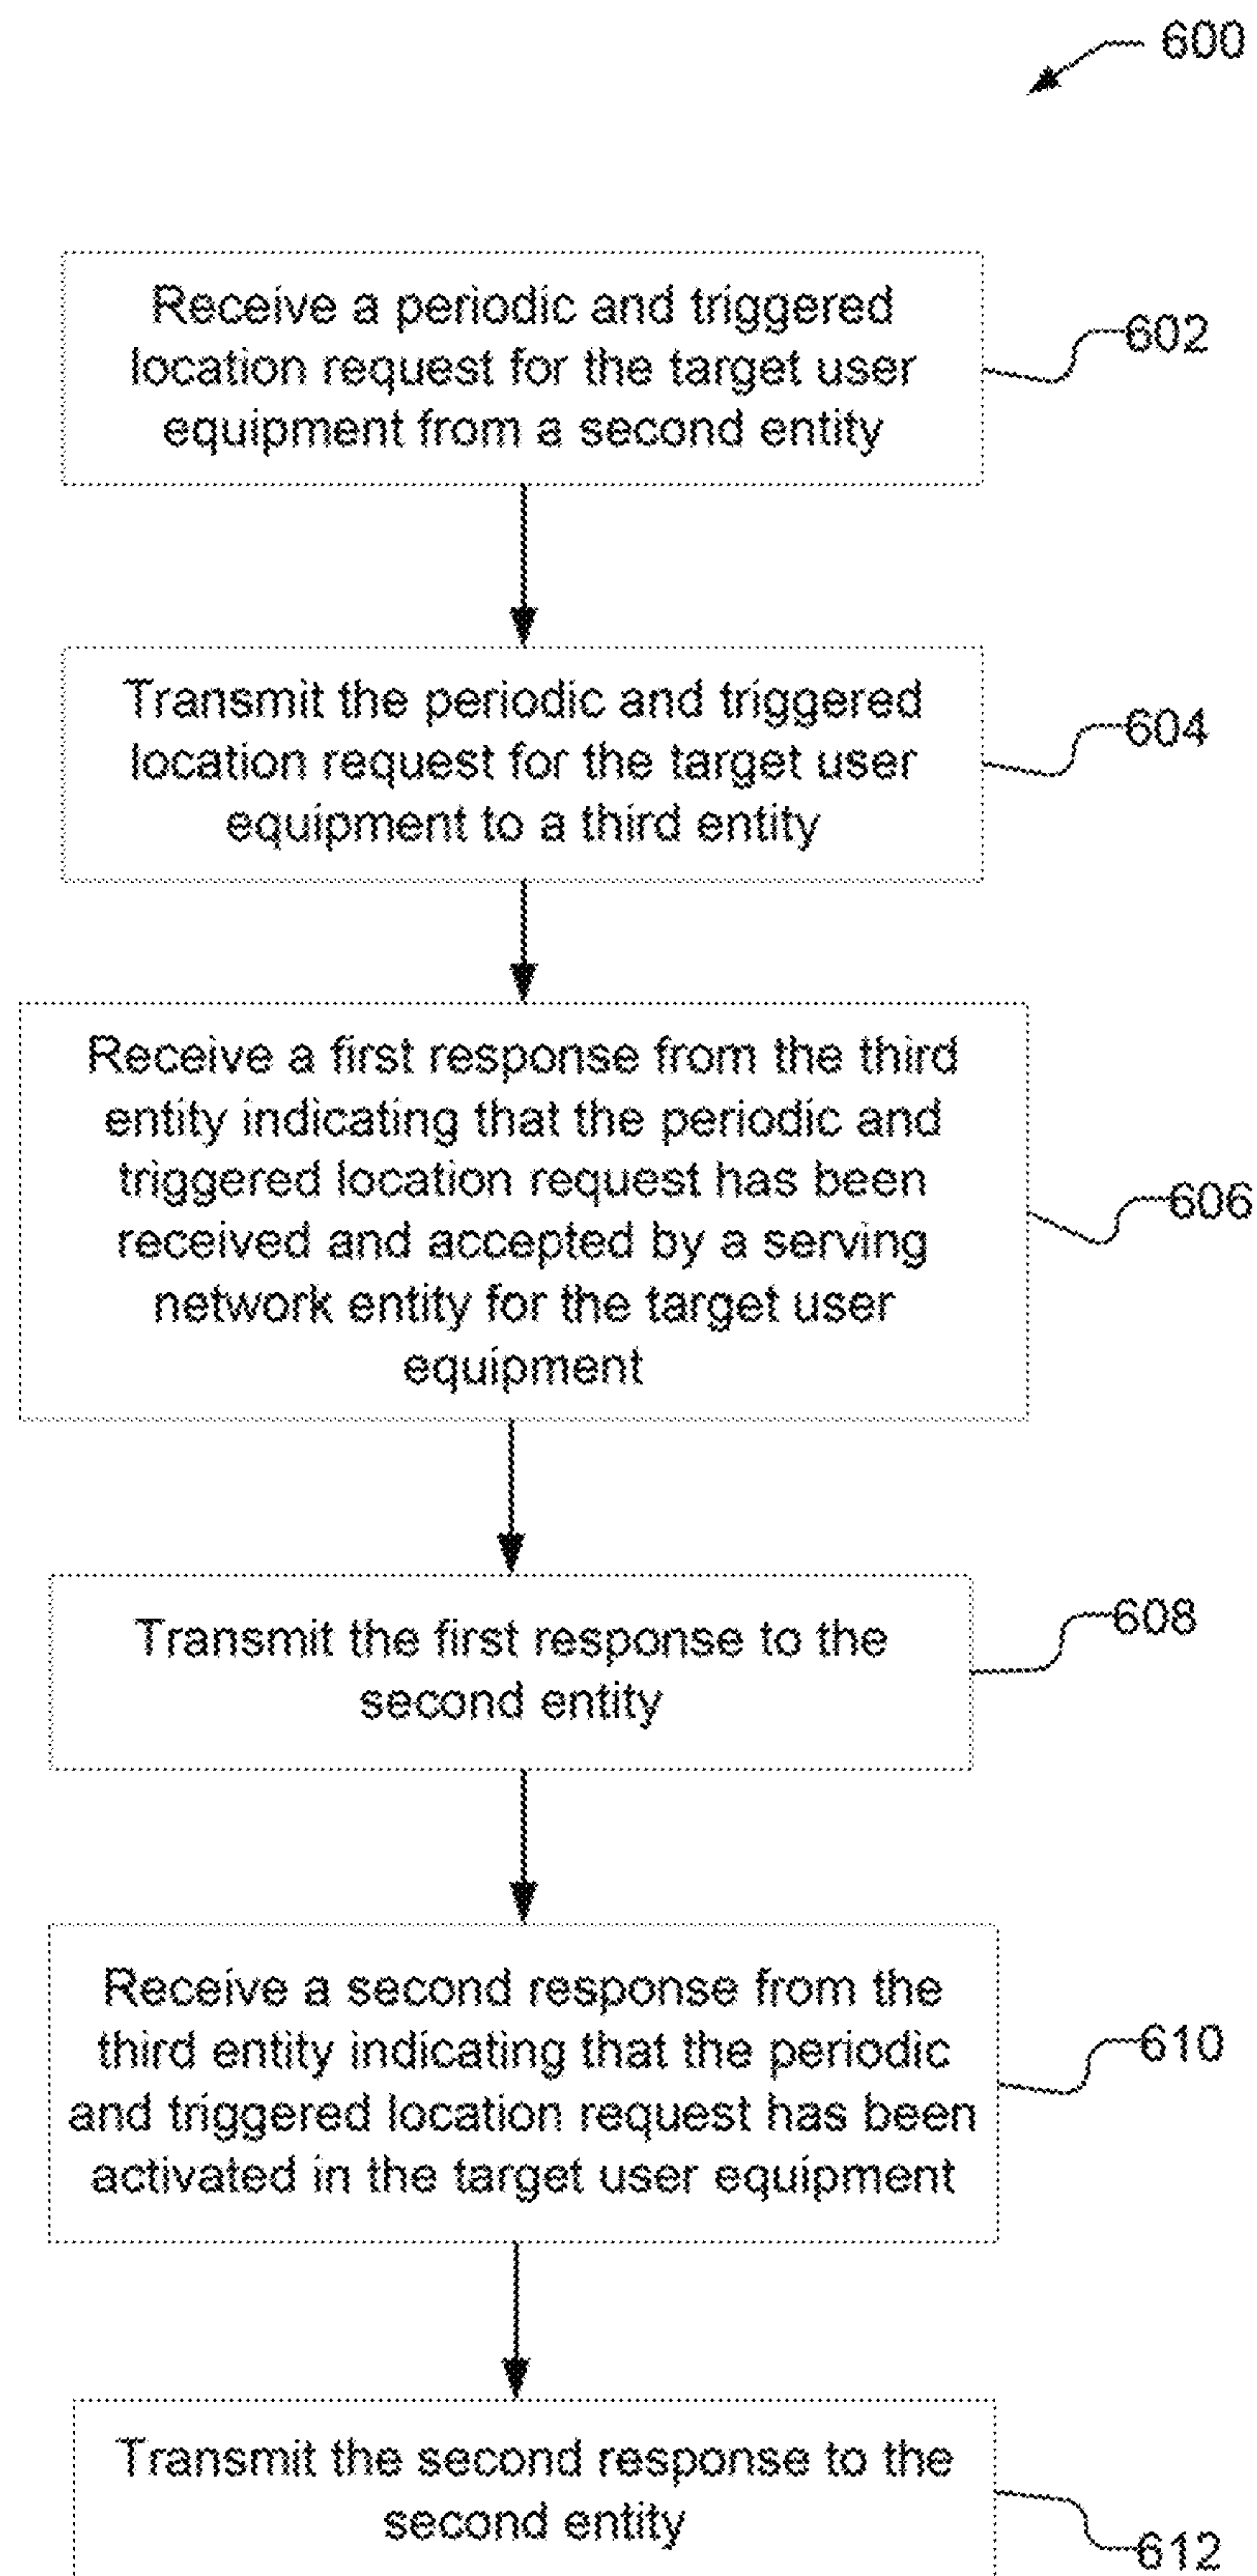 600
Receive a periodic and triggered
location request for the target user
equipment from a second entity
602
Transmit the periodic and triggered
location request for the target user
equipment to a third entity
604
Receive a first response from the third
entity indicating that the periodic and
triggered location request has been
received and accepted by a serving
network entity for the target user
equipment
606
Transmit the first response to the
second entity
608
Receive a second response from the
third entity indicating that the periodic
and triggered location request has been
activated in the target user equipment
610
Transmit the second response to the
second entity
612